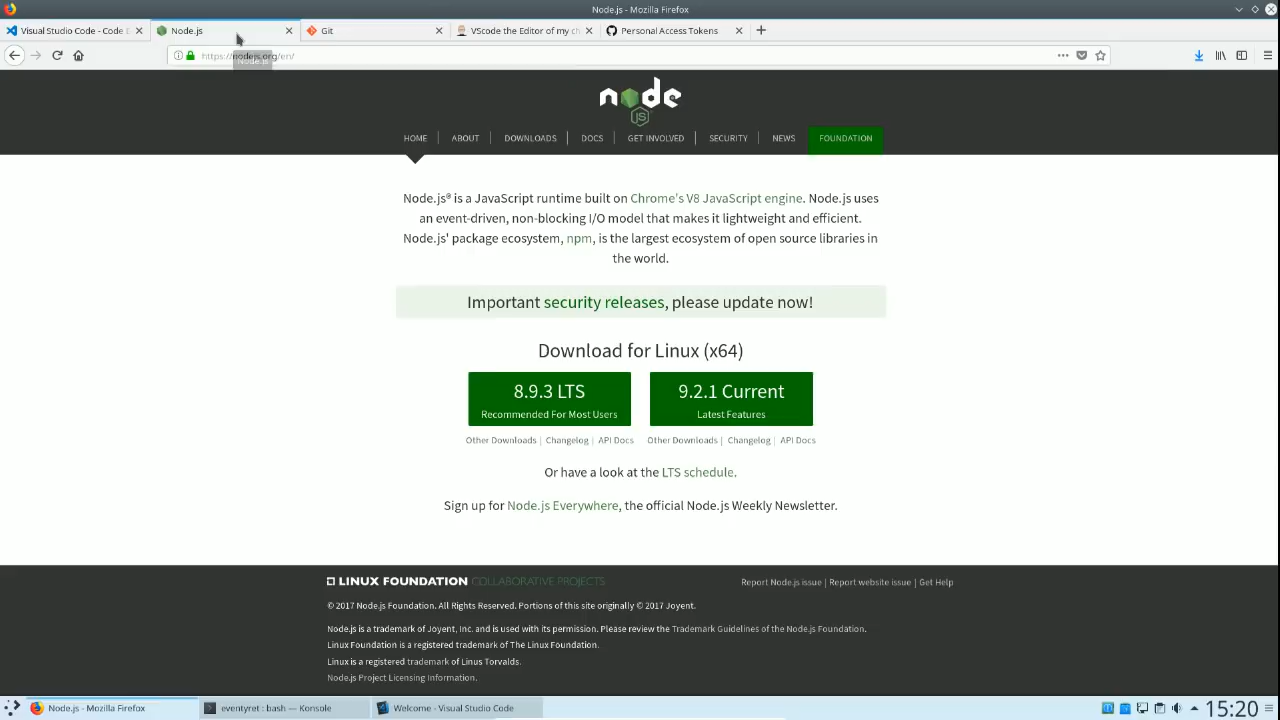 Node.js - Mozilla Firefox
Visual Studio Code - Code E
Node.js
Git
VScode the Editor of my ch
Personal Access Tokens
https://nodejs.org/en/
Node.js
node
JS
HOME
ABOUT
DOWNLOADS
DOCS
GET INVOLVED
SECURITY
NEWS
FOUNDATION
Node.js® is a JavaScript runtime built on Chrome's V8 JavaScript engine. Node.js uses
an event-driven, non-blocking I/O model that makes it lightweight and efficient.
Node.js' package ecosystem, npm, is the largest ecosystem of open source libraries in
the world.
Important security releases, please update now!
Download for Linux (x64)
8.9.3 LTS
Recommended For Most Users
9.2.1 Current
Latest Features
Other Downloads | Changelog | API Docs
Other Downloads | Changelog | API Docs
Or have a look at the LTS schedule.
Sign up for Node.js Everywhere, the official Node.js Weekly Newsletter.
LINUX FOUNDATION COLLABORATIVE PROJECTS
Report Node.js issue | Report website issue | Get Help
© 2017 Node.js Foundation. All Rights Reserved. Portions of this site originally © 2017 Joyent.
Node.js is a trademark of Joyent, Inc. and is used with its permission. Please review the Trademark Guidelines of the Node.js Foundation.
Linux Foundation is a registered trademark of The Linux Foundation.
Linux is a registered trademark of Linus Torvalds.
Node.js Project Licensing Information.
Node.js - Mozilla Firefox
eventyret : bash — Konsole
Welcome - Visual Studio Code
15:20